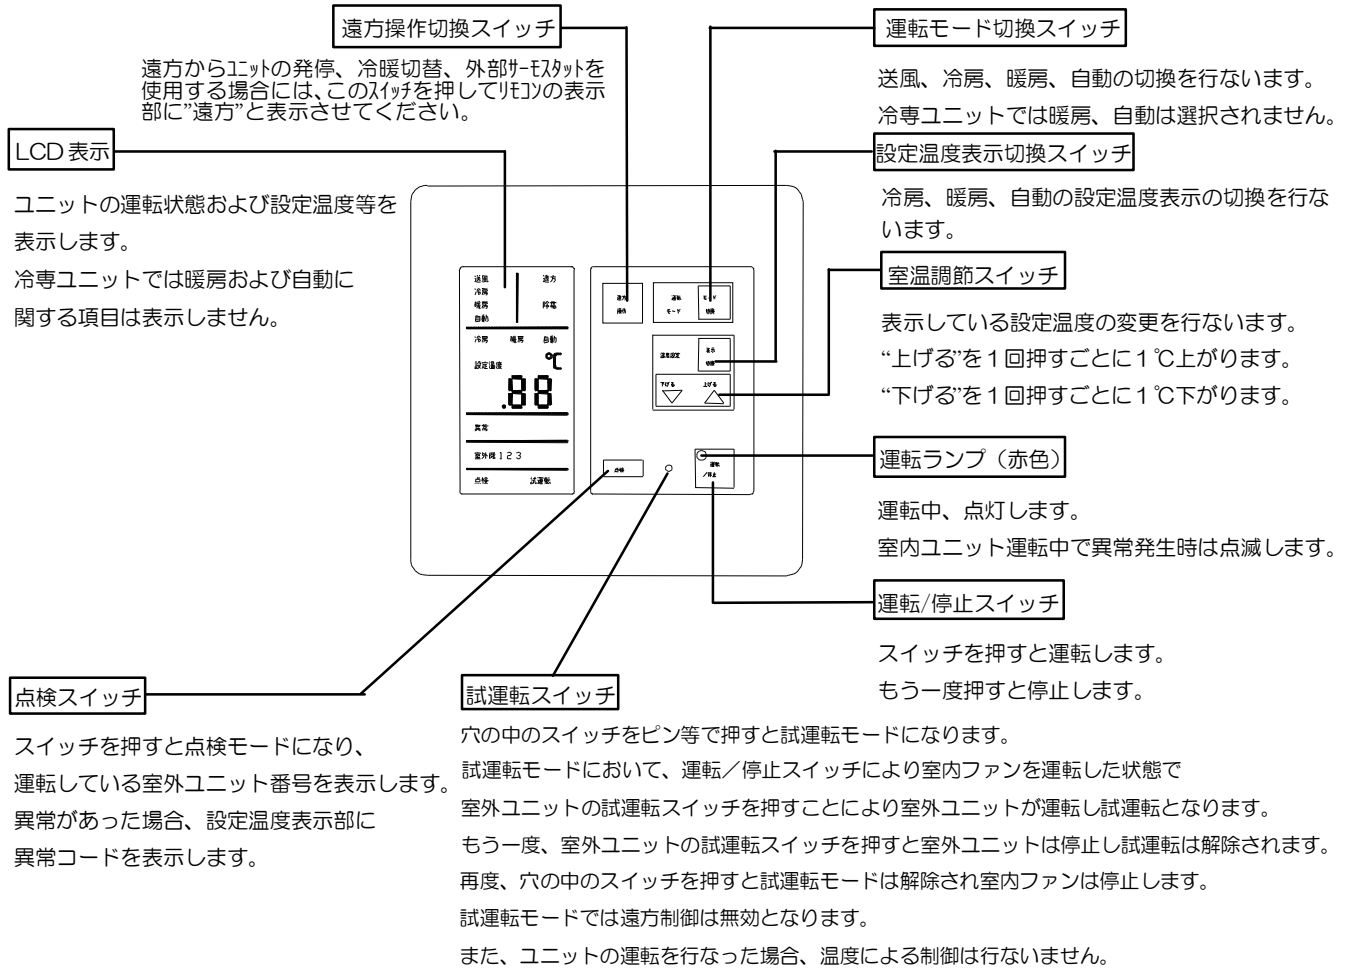 遠方操作切換スイッチ
遠方からﾕﾆｯﾄの発停、冷暖切替、外部ｻｰﾓｽﾀｯﾄを
使用する場合には､このｽｲｯﾁを押してﾘﾓｺﾝの表示
部に”遠方”と表示させてください。
運転モード切換スイッチ
送風、冷房、暖房、自動の切換を行ないます。
冷専ユニットでは暖房、自動は選択されません。
LCD 表示
ユニットの運転状態および設定温度等を
表示します。
冷専ユニットでは暖房および自動に
関する項目は表示しません。
設定温度表示切換スイッチ
冷房、暖房、自動の設定温度表示の切換を行な
います。
室温調節スイッチ
表示している設定温度の変更を行ないます。
“上げる”を１回押すごとに１℃上がります。
“下げる”を１回押すごとに１℃下がります。
送風 遠方
冷房
暖房 除霜
自動
冷房 暖房 自動
設定温度 ℃
.88
異常
室外機 1 2 3
点検 試運転
遠方
操作
運転
モード
モード
切換
温度設定
表示
切換
下げる 上げる
点検
運転
／停止
運転ランプ（赤色）
運転中、点灯します。
室内ユニット運転中で異常発生時は点滅します。
運転/停止スイッチ
スイッチを押すと運転します。
もう一度押すと停止します。
点検スイッチ
スイッチを押すと点検モードになり、
運転している室外ユニット番号を表示します。
異常があった場合、設定温度表示部に
異常コードを表示します。
試運転スイッチ
穴の中のスイッチをピン等で押すと試運転モードになります。
試運転モードにおいて、運転／停止スイッチにより室内ファンを運転した状態で
室外ユニットの試運転スイッチを押すことにより室外ユニットが運転し試運転となります。
もう一度、室外ユニットの試運転スイッチを押すと室外ユニットは停止し試運転は解除されます。
再度、穴の中のスイッチを押すと試運転モードは解除され室内ファンは停止します。
試運転モードでは遠方制御は無効となります。
また、ユニットの運転を行なった場合、温度による制御は行ないません。